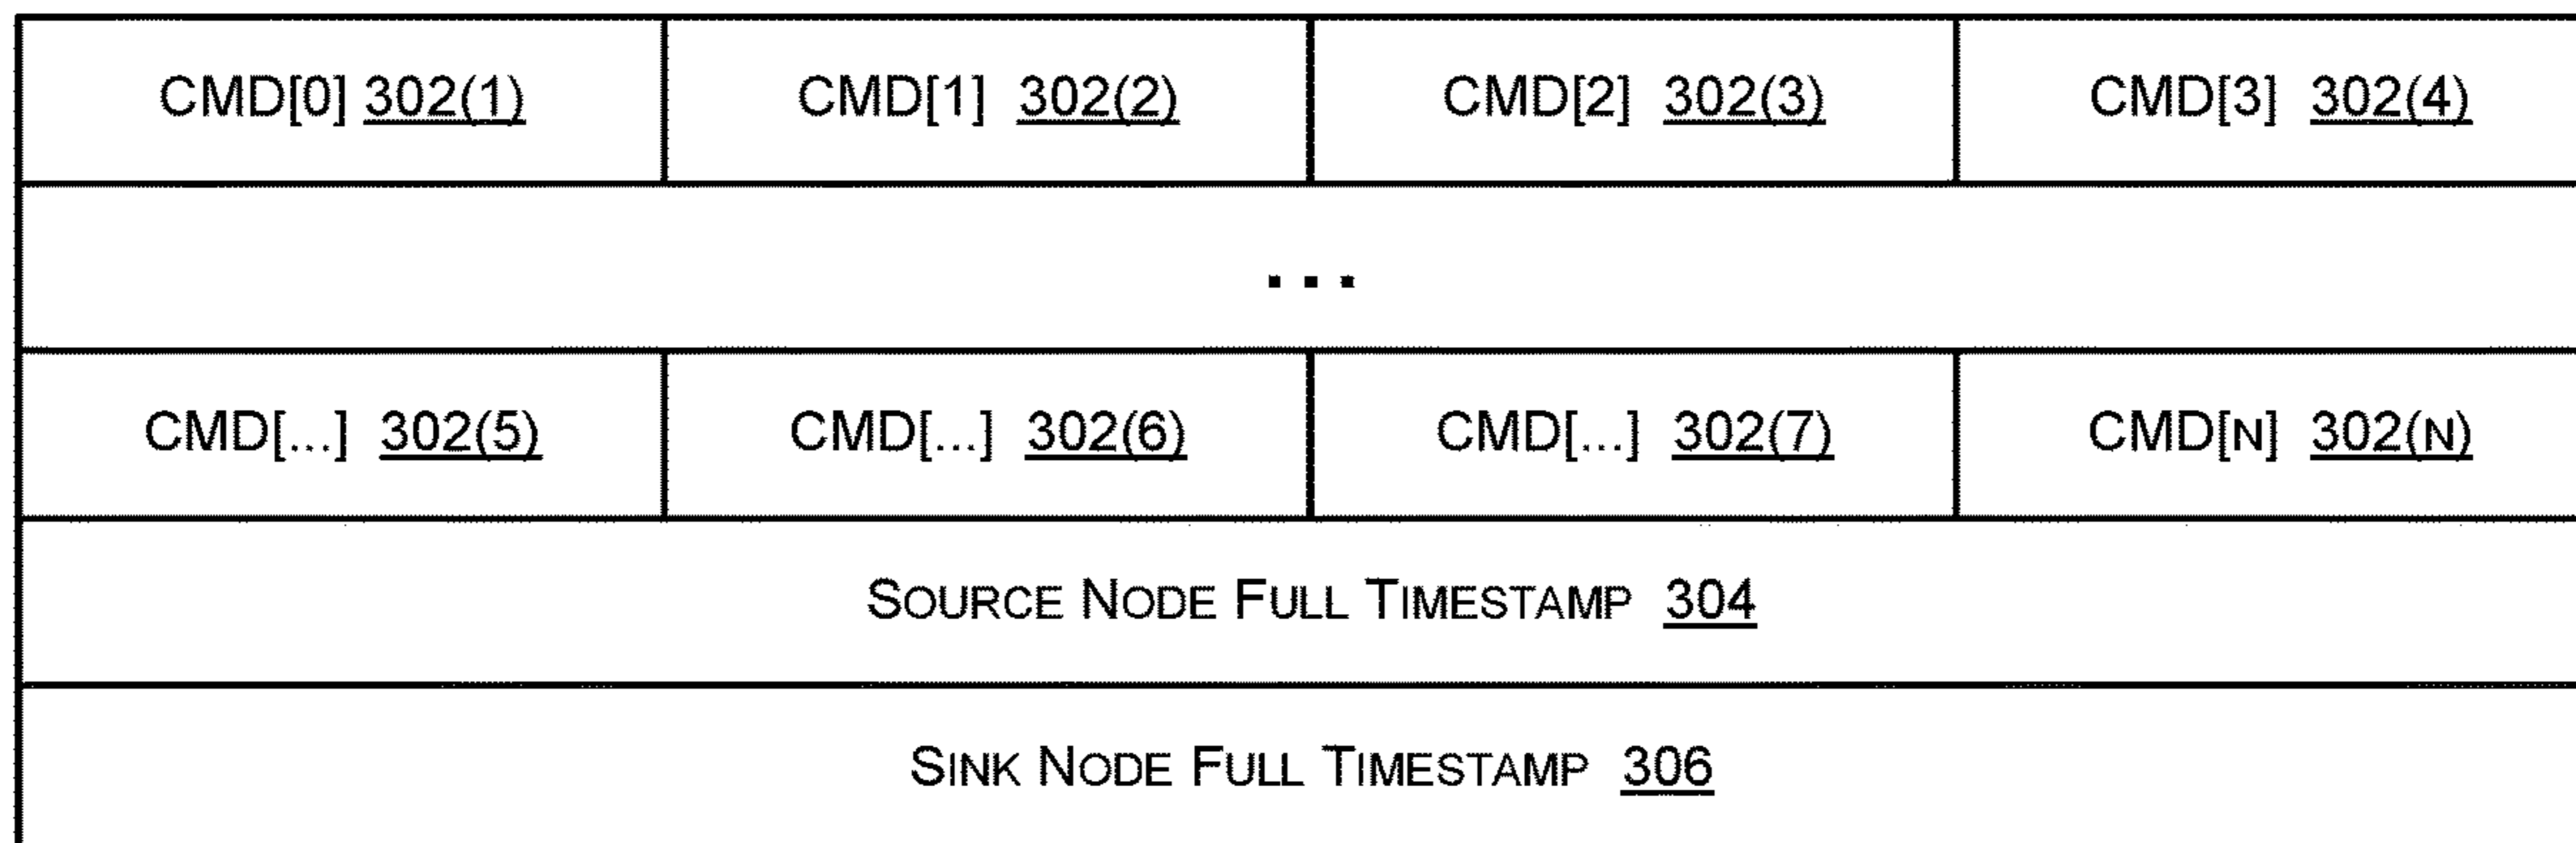 CMD[0] 302(1) CMD[1] 302(2) CMD[2] 302(3) CMD[3] 302(4)
...
CMD[...] 302(5) CMD[...] 302(6) CMD[...] 302(7) CMD[N] 302(N)
SOURCE NODE FULL TIMESTAMP 304
SINK NODE FULL TIMESTAMP 306